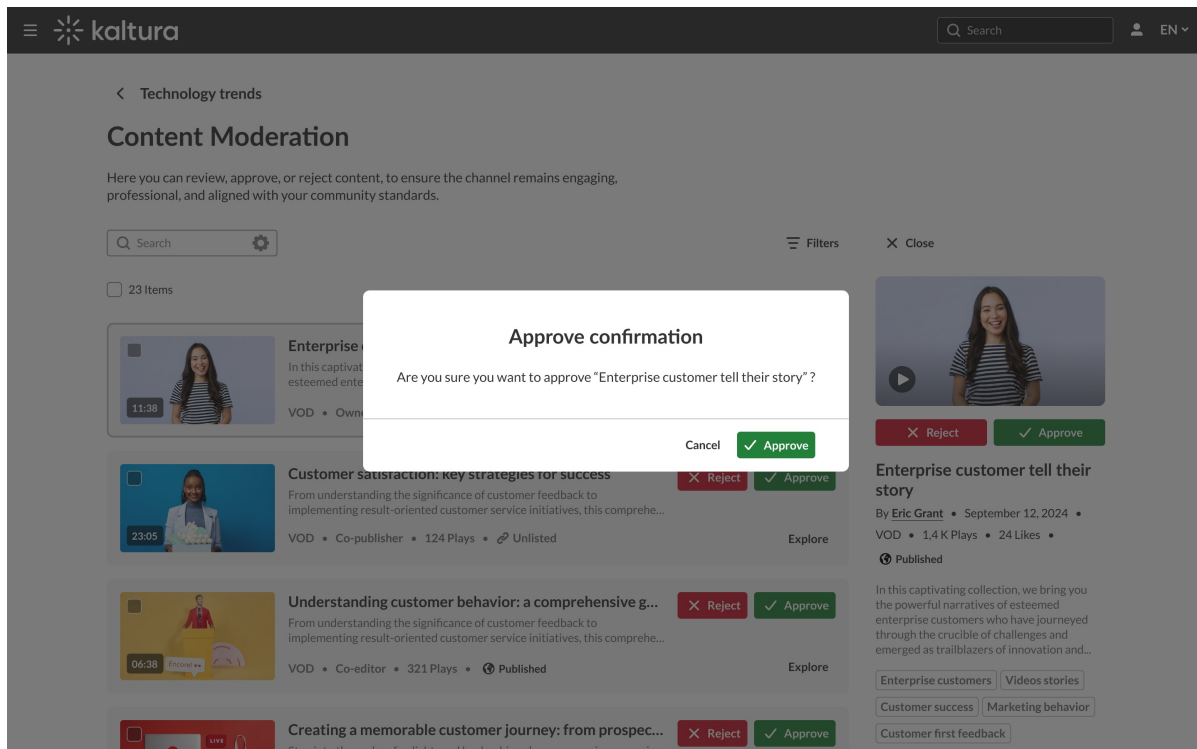 kaltura
Search
EN
Technology trends
Content Moderation
Here you can review, approve, or reject content, to ensure the channel remains engaging,
professional, and aligned with your community standards.
Search
Filters
Close
23 Items
Enterprise
In this captivat
esteemed ente
11:38
VOD • Own
Approve confirmation
Are you sure you want to approve “Enterprise customer tell their story” ?
Cancel
Approve
Customer satisfaction: key strategies for success
From understanding the significance of customer feedback to
implementing result-oriented customer service initiatives, this comprehe...
23:05
VOD • Co-publisher • 124 Plays • Unlisted
Reject
Approve
Explore
Understanding customer behavior: a comprehensive g...
From understanding the significance of customer feedback to
implementing result-oriented customer service initiatives, this comprehe...
06:38
Encore!
VOD • Co-editor • 321 Plays • Published
Reject
Approve
Explore
LIVE
Creating a memorable customer journey: from prospec...
Reject
Approve
Reject
Approve
Enterprise customer tell their
story
By Eric Grant • September 12, 2024 •
VOD • 1,4 K Plays • 24 Likes •
Published
In this captivating collection, we bring you
the powerful narratives of esteemed
enterprise customers who have journeyed
through the crucible of challenges and
emerged as trailblazers of innovation and...
Enterprise customers
Videos stories
Customer success
Marketing behavior
Customer first feedback